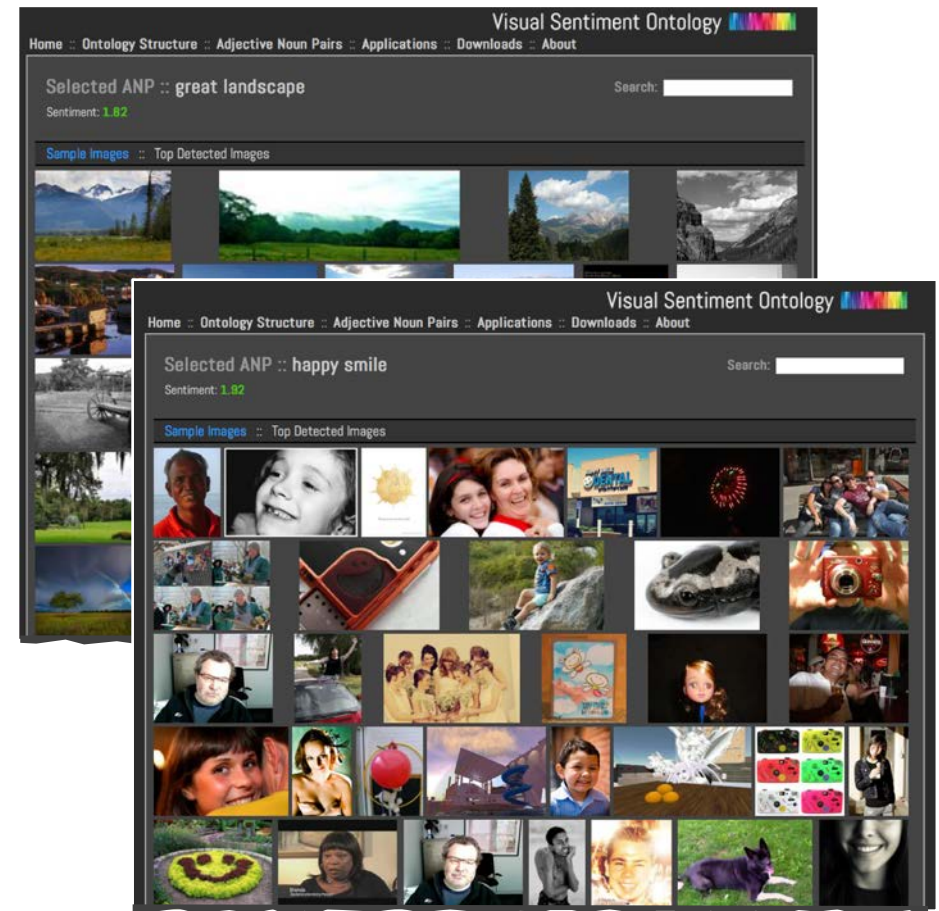 Visual Sentiment Ontology
Home :: Ontology Structure :: Adjective Noun Pairs :: Applications :: Downloads :: About
Selected ANP :: great landscape
Search:
Sentiment: 1.82
Sample Images :: Top Detected Images
Visual Sentiment Ontology
Home :: Ontology Structure :: Adjective Noun Pairs :: Applications :: Downloads :: About
Selected ANP :: happy smile
Search:
Sentiment: 1.92
Sample Images :: Top Detected Images
DENTAL
Brenda